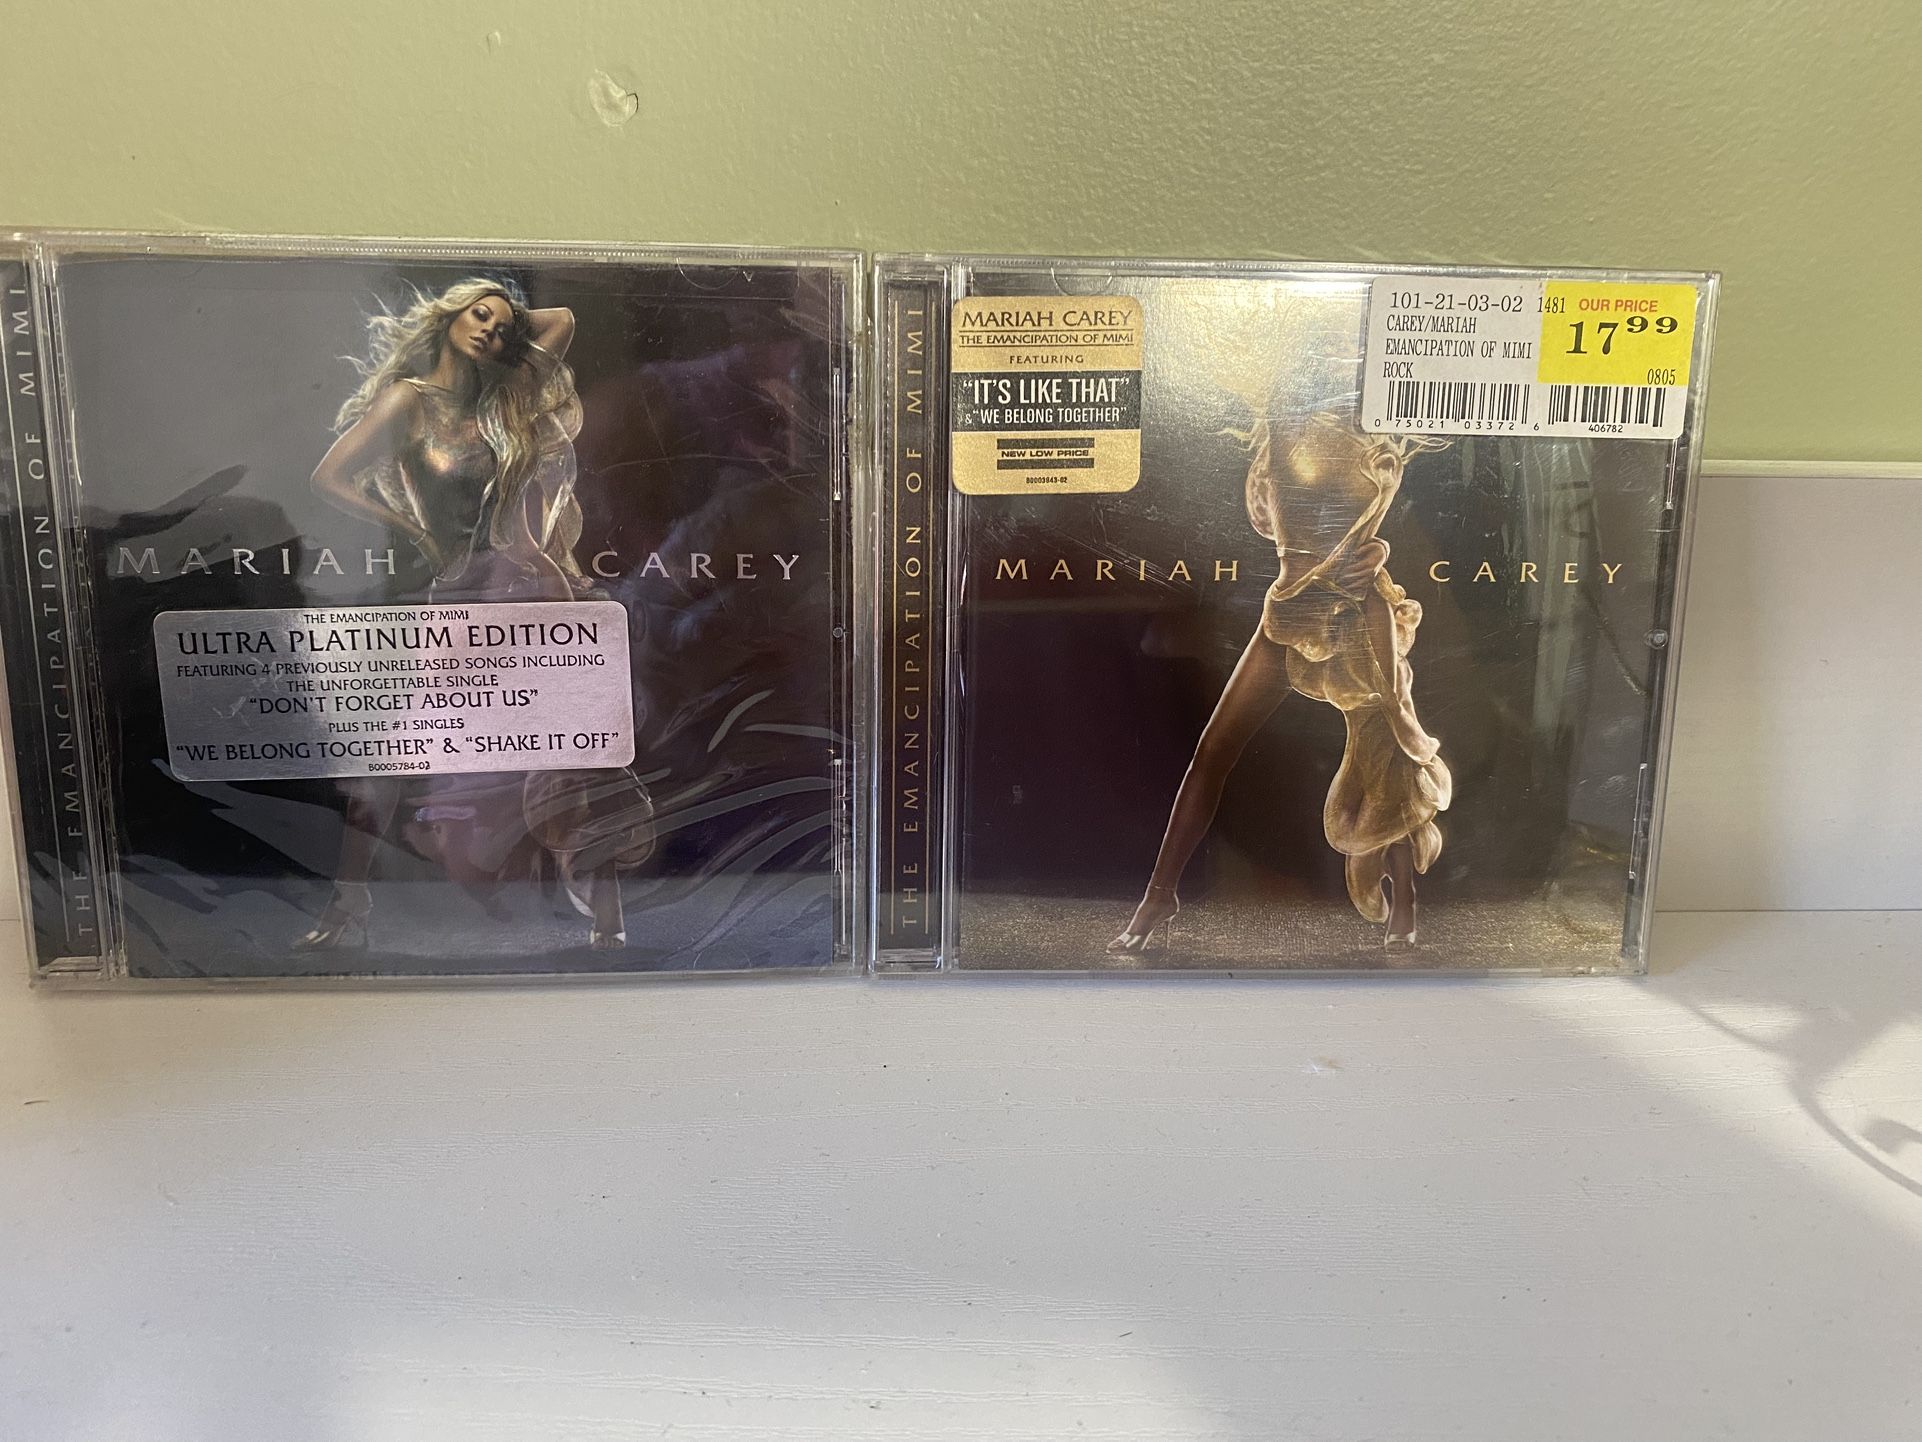 THE EMANCIPATION OF MIMI
MARIAH CAREY
THE EMANCIPATION OF MIMI
ULTRA PLATINUM EDITION
FEATURING 4 PREVIOUSLY UNRELEASED SONGS INCLUDING
THE UNFORGETTABLE SINGLE
"DON'T FORGET ABOUT US"
PLUS THE #1 SINGLES
"WE BELONG TOGETHER" & "SHAKE IT OFF"
B0005784-02
THE EMANCIPATION OF MIMI
MARIAH CAREY
THE EMANCIPATION OF MIMI
FEATURING
"IT'S LIKE THAT"
& "WE BELONG TOGETHER"
NEW LOW PRICE
B0003943-02
101-21-03-02 1481
CAREY/MARIAH
EMANCIPATION OF MIMI
ROCK
OUR PRICE
17 99
0805
0 75021 03372 6
406782
MARIAH CAREY